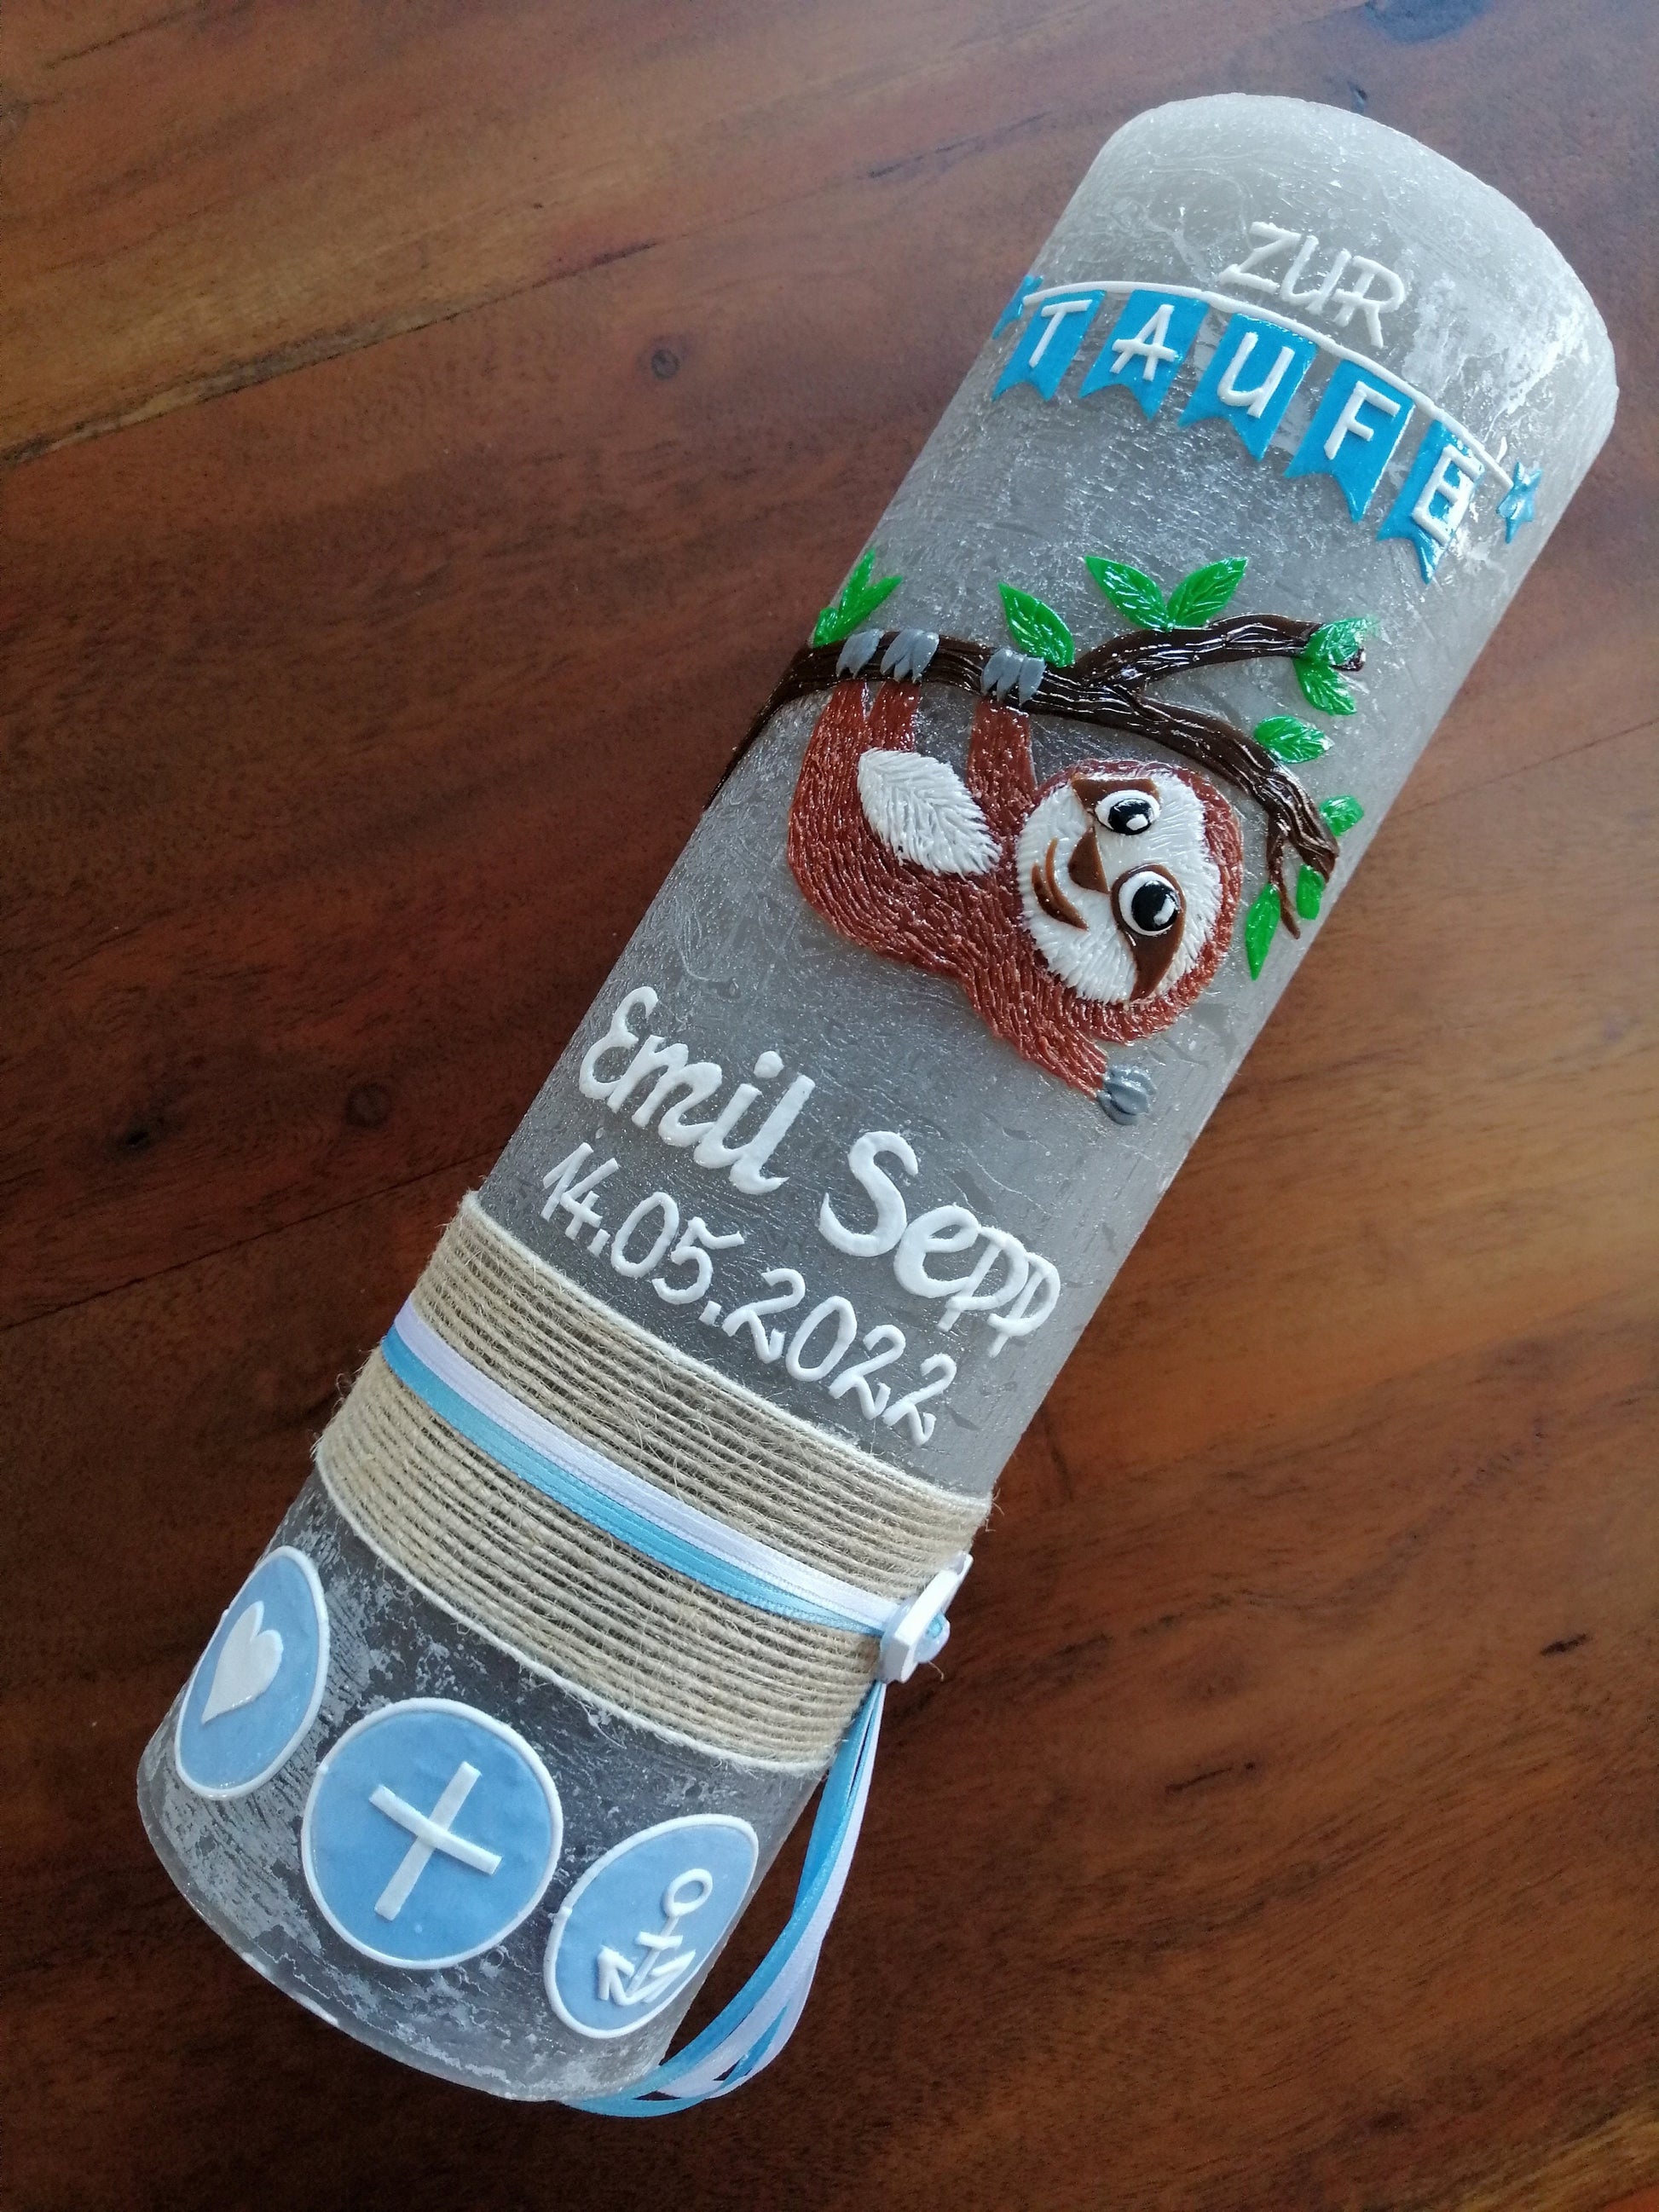 ZUR
TAUFE
Emil Sepp
14.05.2022